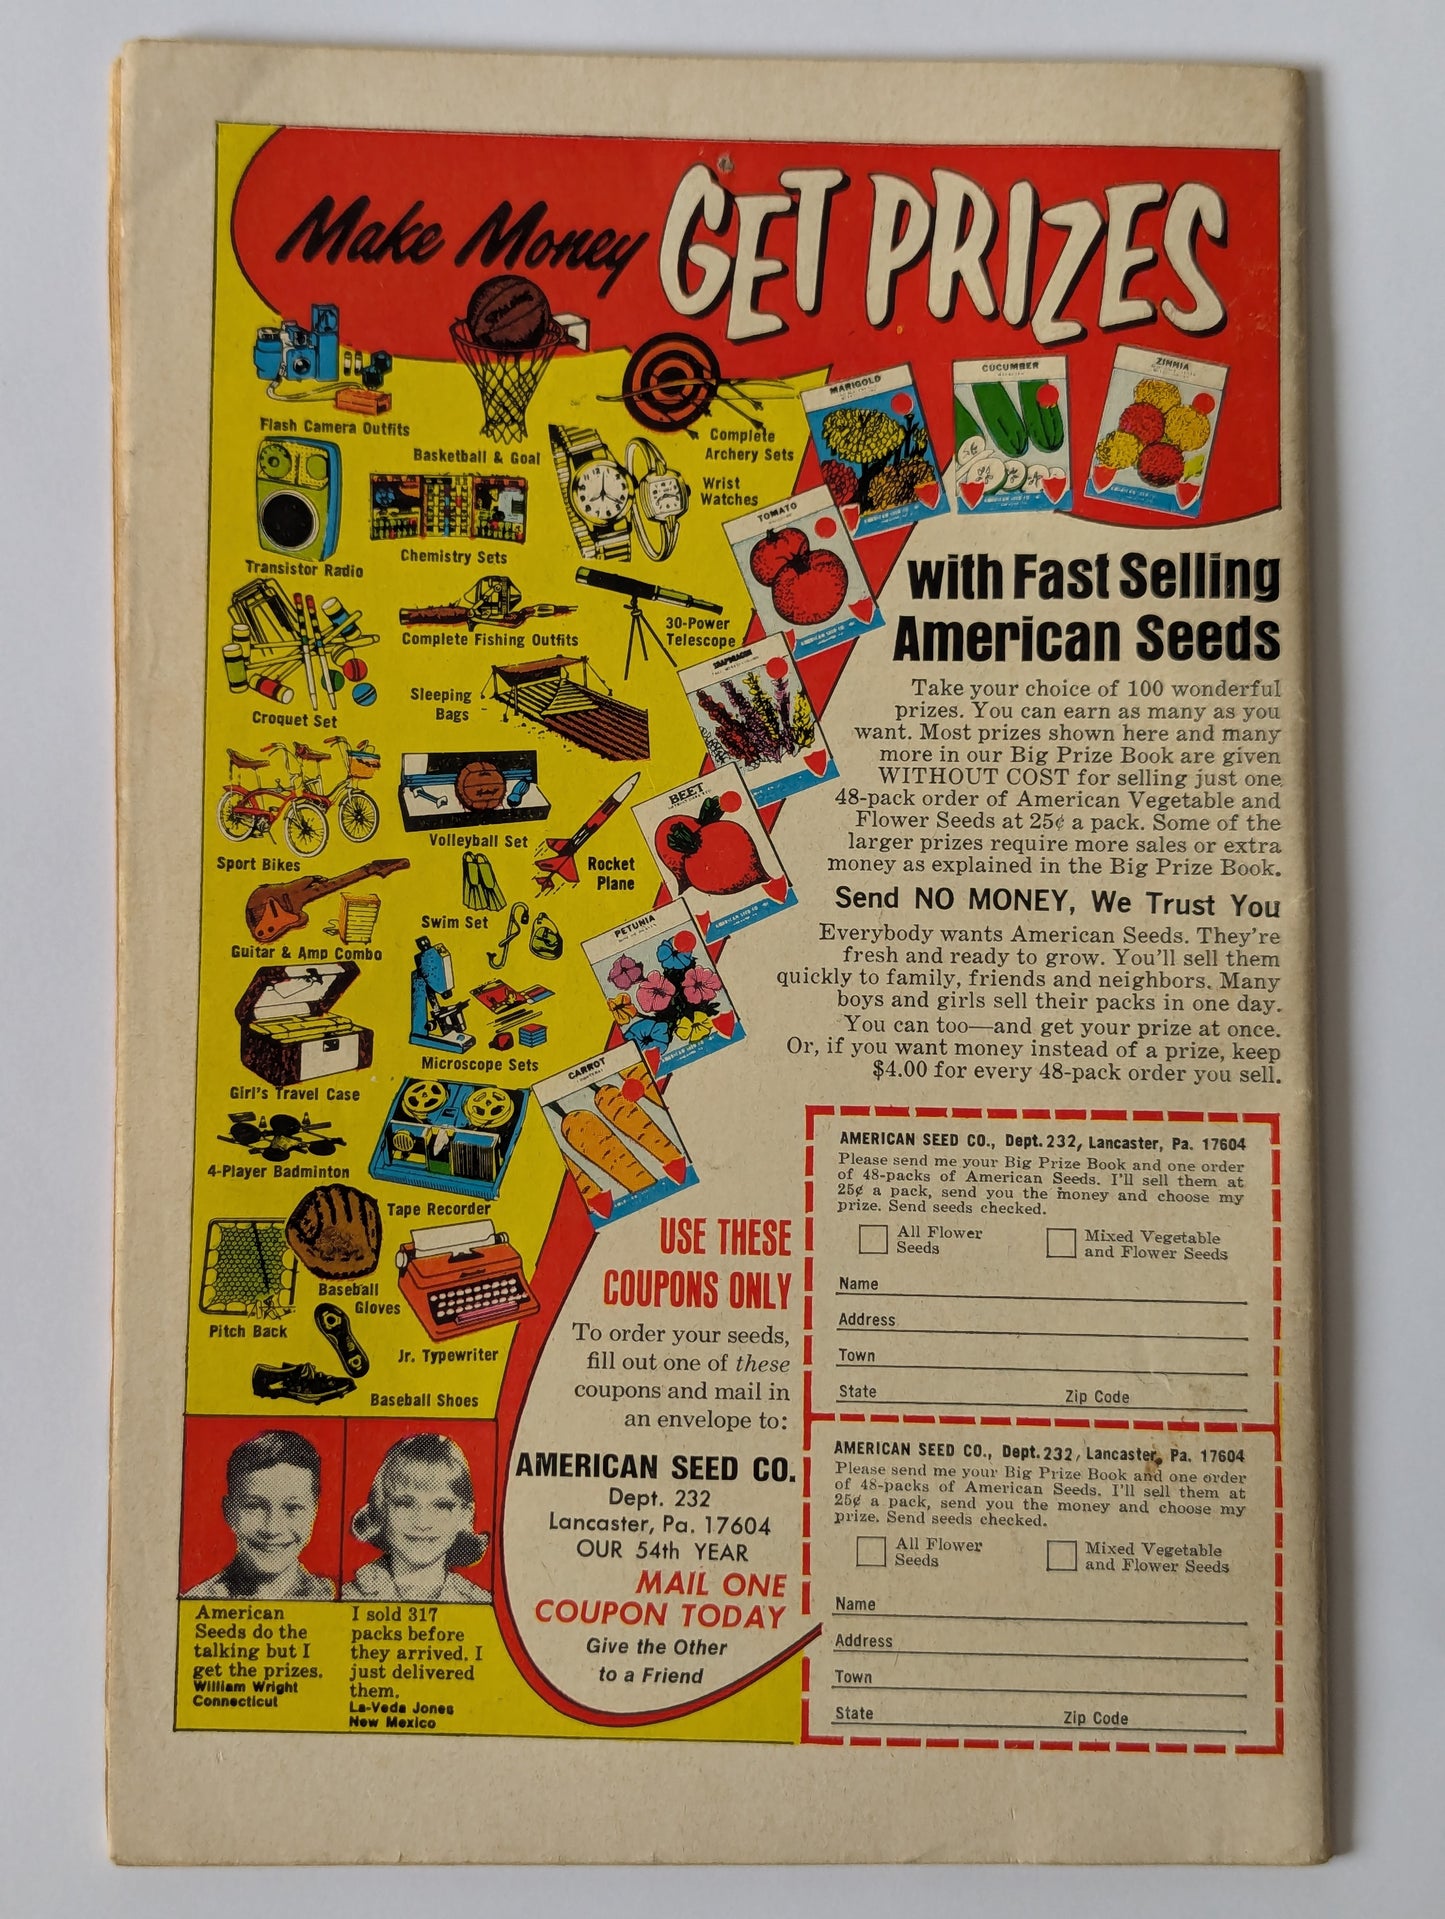 Make Money GET PRIZES
Flash Camera Outfits
SPALDING
Basketball & Goal
Complete
Archery Sets
Wrist
Watches
Transistor Radio
Chemistry Sets
Croquet Set
Complete Fishing Outfits
30-Power
Telescope
Sleeping
Bags
Sport Bikes
Volleyball Set
Rocket
Plane
Guitar & Amp Combo
Swim Set
Girl's Travel Case
Microscope Sets
4-Player Badminton
Tape Recorder
Pitch Back
Baseball
Gloves
Jr. Typewriter
Baseball Shoes
MARIGOLD
CUCUMBER
ZINNIA
TOMATO
SNAPDRAGON
BEET
PETUNIA
CARROT
with Fast Selling
American Seeds
Take your choice of 100 wonderful
prizes. You can earn as many as you
want. Most prizes shown here and many
more in our Big Prize Book are given
WITHOUT COST for selling just one
48-pack order of American Vegetable and
Flower Seeds at 25¢ a pack. Some of the
larger prizes require more sales or extra
money as explained in the Big Prize Book.
Send NO MONEY, We Trust You
Everybody wants American Seeds. They're
fresh and ready to grow. You'll sell them
quickly to family, friends and neighbors. Many
boys and girls sell their packs in one day.
You can too—and get your prize at once.
Or, if you want money instead of a prize, keep
$4.00 for every 48-pack order you sell.
USE THESE
COUPONS ONLY
To order your seeds,
fill out one of these
coupons and mail in
an envelope to:
AMERICAN SEED CO.
Dept. 232
Lancaster, Pa. 17604
OUR 54th YEAR
MAIL ONE
COUPON TODAY
Give the Other
to a Friend
American
Seeds do the
talking but I
get the prizes.
William Wright
Connecticut
I sold 317
packs before
they arrived. I
just delivered
them.
La-Veda Jones
New Mexico
AMERICAN SEED CO., Dept. 232, Lancaster, Pa. 17604
Please send me your Big Prize Book and one order
of 48-packs of American Seeds. I'll sell them at
25¢ a pack, send you the money and choose my
prize. Send seeds checked.
All Flower
Seeds
Mixed Vegetable
and Flower Seeds
Name
Address
Town
State Zip Code
AMERICAN SEED CO., Dept. 232, Lancaster, Pa. 17604
Please send me your Big Prize Book and one order
of 48-packs of American Seeds. I'll sell them at
25¢ a pack, send you the money and choose my
prize. Send seeds checked.
All Flower
Seeds
Mixed Vegetable
and Flower Seeds
Name
Address
Town
State Zip Code